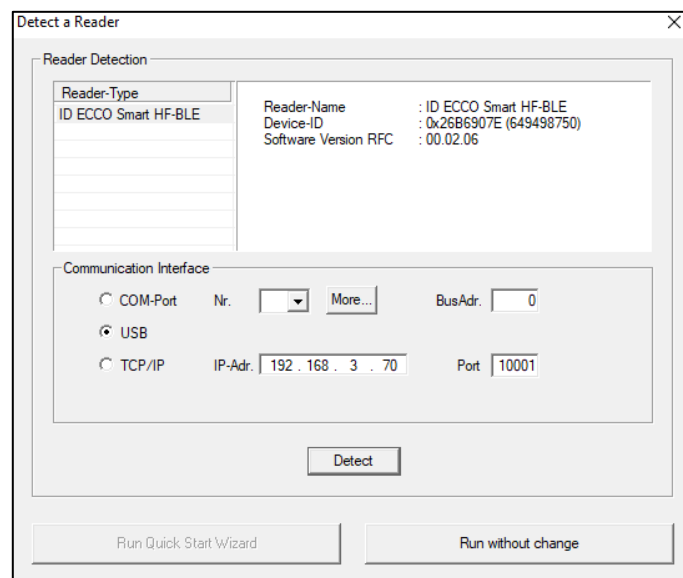 Detect a Reader
Reader Detection
Reader-Type
ID ECCO Smart HF-BLE
Reader-Name : ID ECCO Smart HF-BLE
Device-ID : 0x26B6907E (649498750)
Software Version RFC : 00.02.06
Communication Interface
COM-Port Nr. More... BusAdr. 0
USB
TCP/IP IP-Adr. 192 . 168 . 3 . 70 Port 10001
Detect
Run Quick Start Wizard Run without change